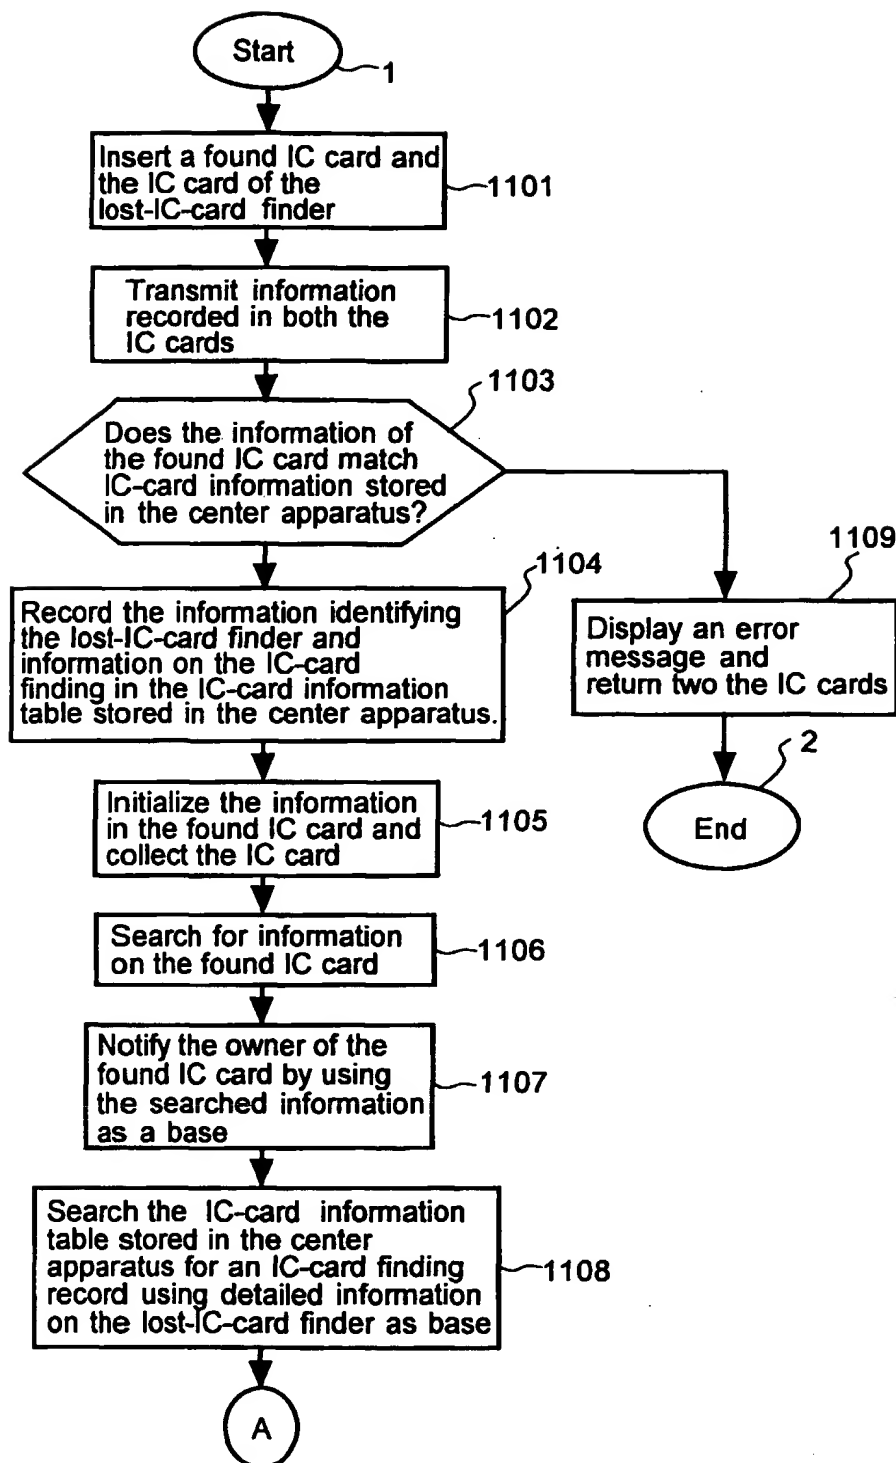 Start
1
Insert a found IC card and
the IC card of the
lost-IC-card finder
1101
Transmit information
recorded in both the
IC cards
1102
1103
Does the information of
the found IC card match
IC-card information stored
in the center apparatus?
1104
Record the information identifying
the lost-IC-card finder and
information on the IC-card
finding in the IC-card information
table stored in the center apparatus.
1109
Display an error
message and
return two the IC cards
2
End
Initialize the information
in the found IC card and
collect the IC card
1105
Search for information
on the found IC card
1106
Notify the owner of the
found IC card by using
the searched information
as a base
1107
Search the IC-card information
table stored in the center
apparatus for an IC-card finding
record using detailed information
on the lost-IC-card finder as base
1108
A